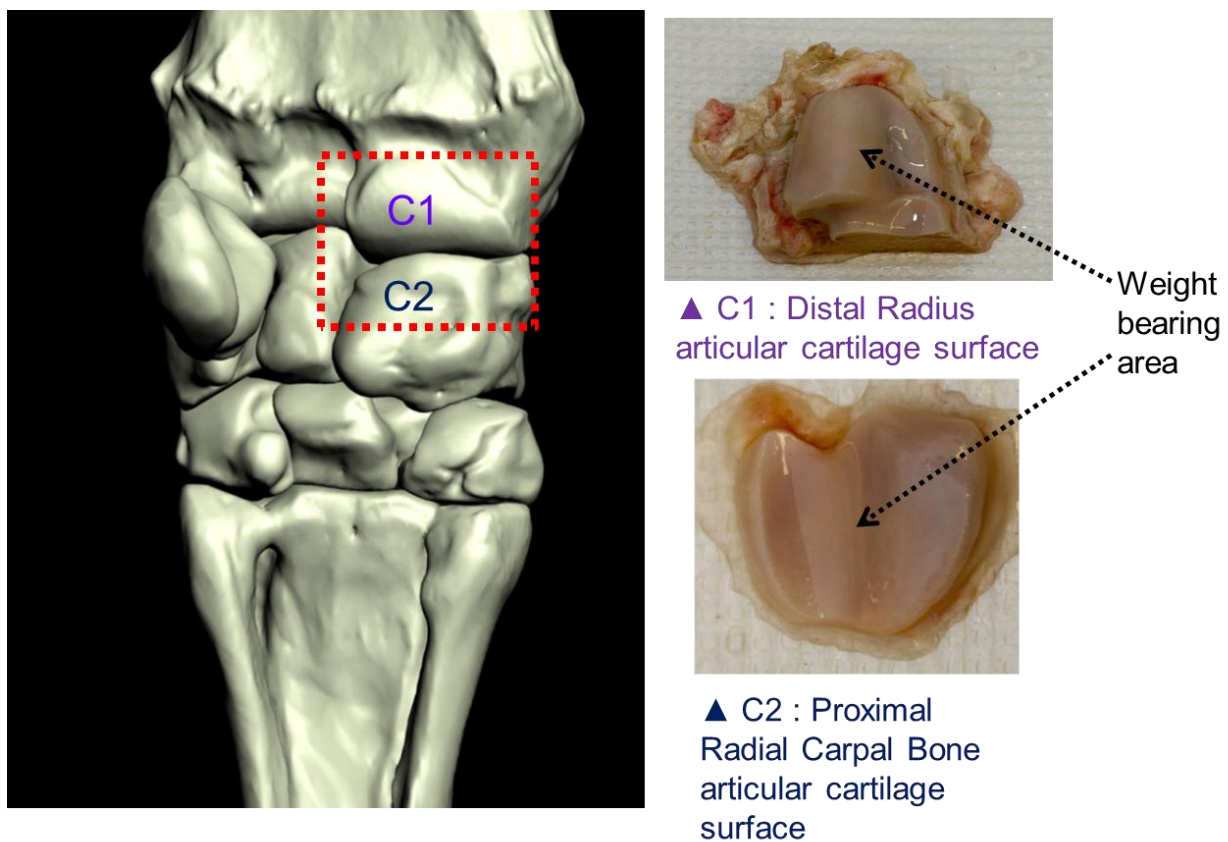 C1
C2
▲ C1 : Distal Radius
articular cartilage surface
Weight
bearing
area
▲ C2 : Proximal
Radial Carpal Bone
articular cartilage
surface